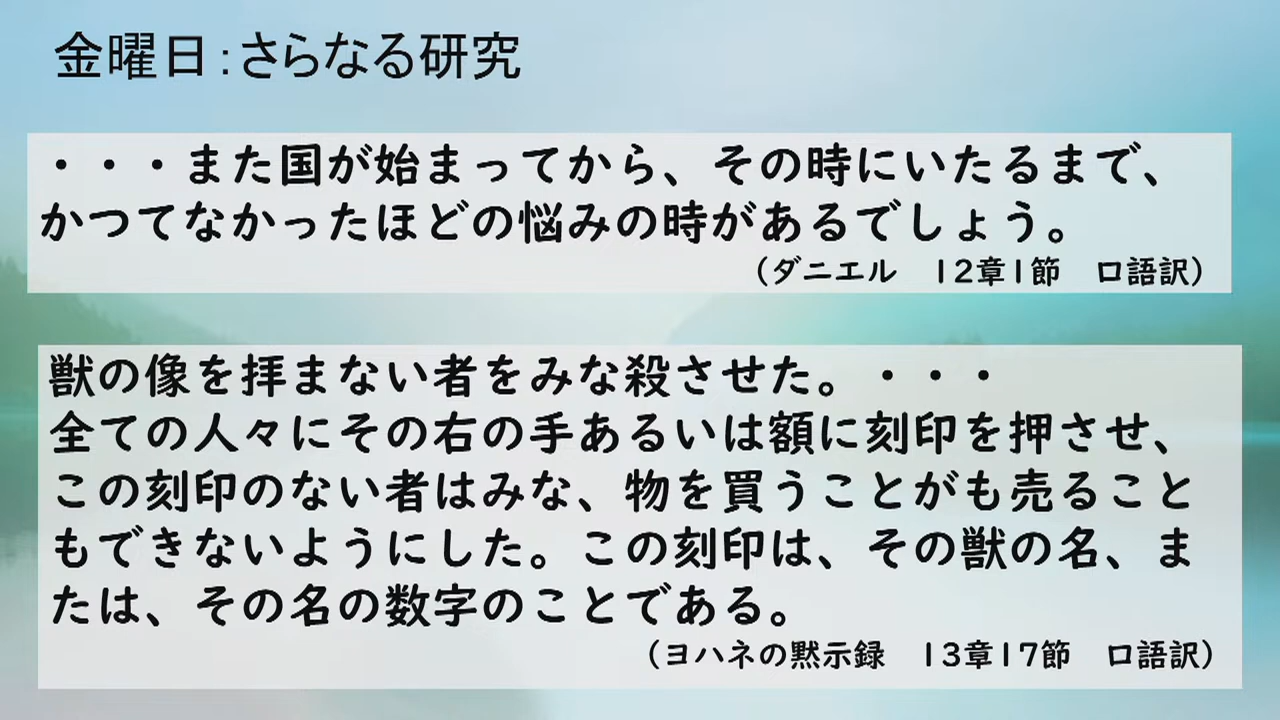 金曜日：さらなる研究
・・・また国が始まってから、その時にいたるまで、
かつてなかったほどの悩みの時があるでしょう。
（ダニエル　12章1節　口語訳）
獣の像を拝まない者をみな殺させた。・・・
全ての人々にその右の手あるいは額に刻印を押させ、
この刻印のない者はみな、物を買うことがも売ること
もできないようにした。この刻印は、その獣の名、ま
たは、その名の数字のことである。
（ヨハネの黙示録　13章17節　口語訳）